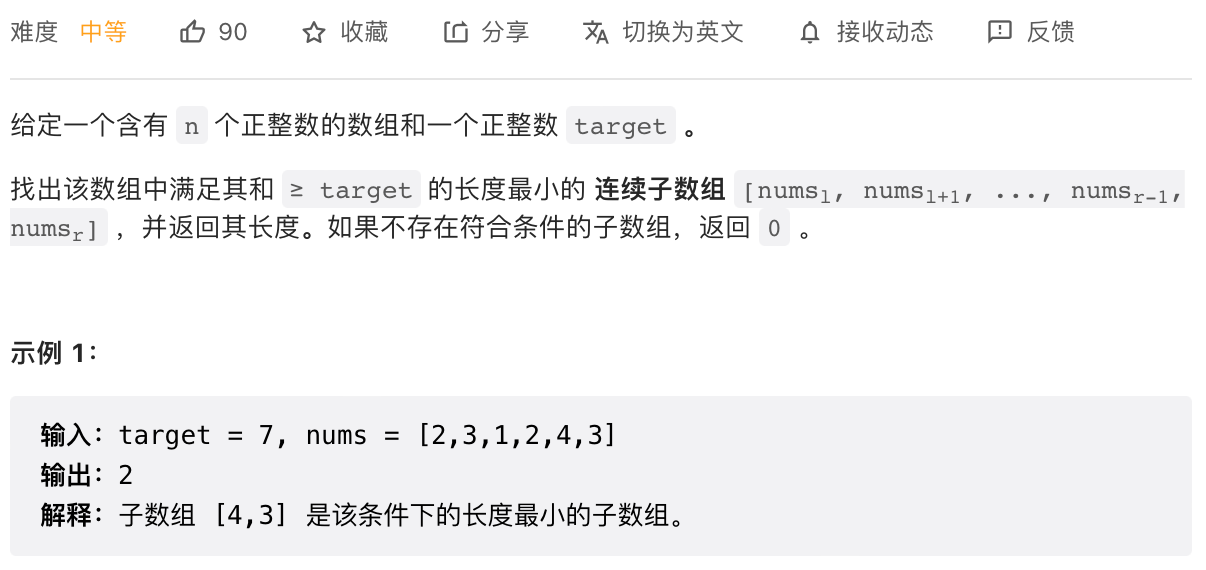 难度 中等 90 收藏 分享 切换为英文 接收动态 反馈
给定一个含有 n 个正整数的数组和一个正整数 target 。
找出该数组中满足其和 ≥ target 的长度最小的 连续子数组 [numsl, numsl+1, ..., numsr-1,
numsr] ，并返回其长度。如果不存在符合条件的子数组，返回 0 。
示例 1：
输入：target = 7, nums = [2,3,1,2,4,3]
输出：2
解释：子数组 [4,3] 是该条件下的长度最小的子数组。